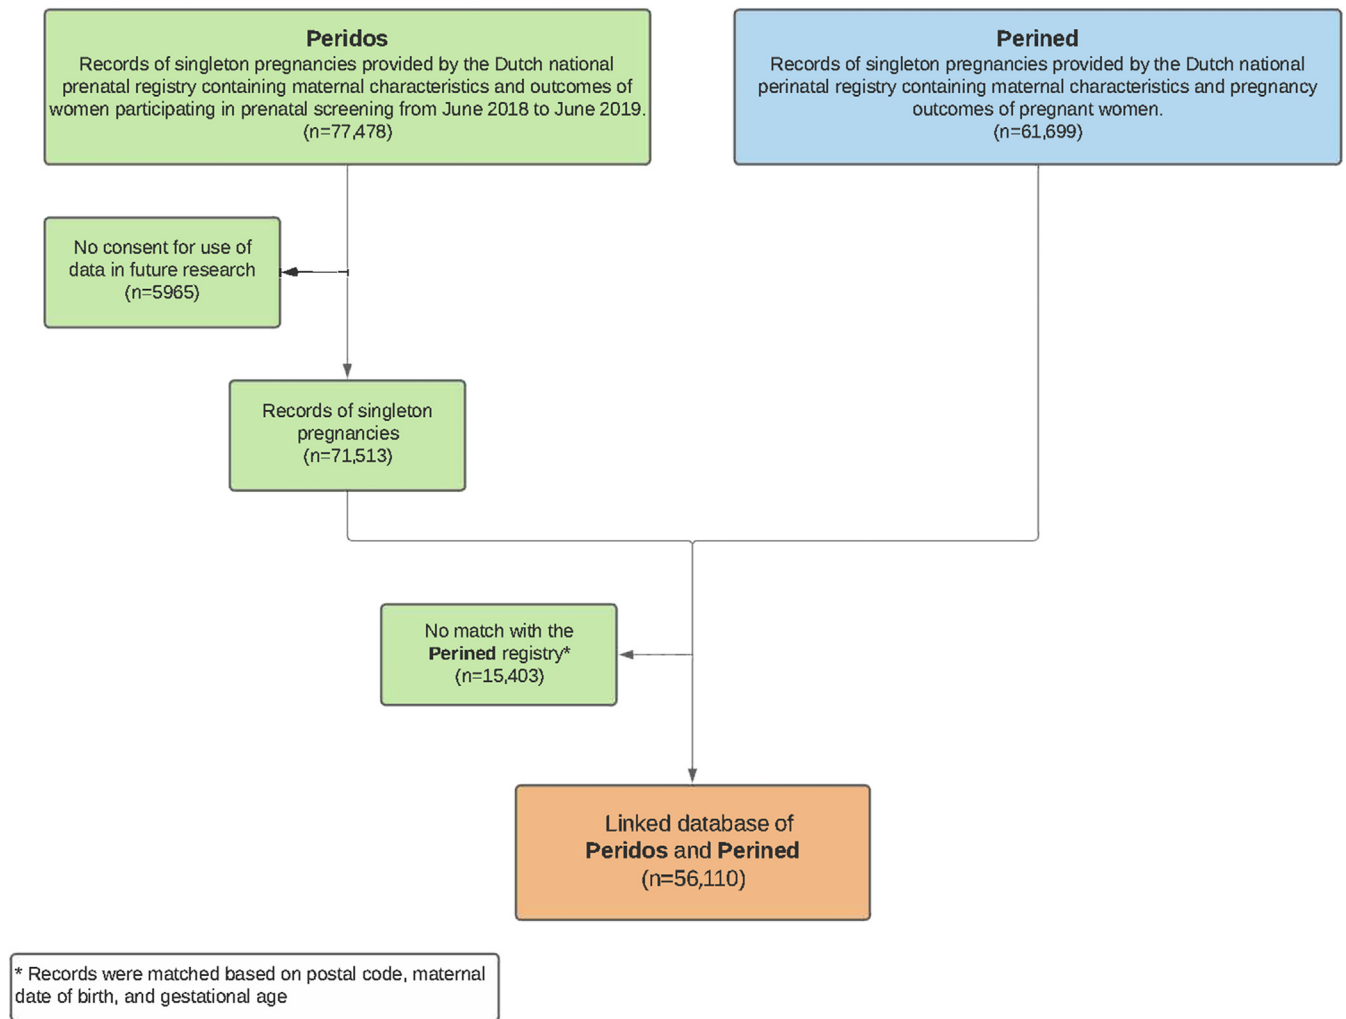 Peridos
Records of singleton pregnancies provided by the Dutch national
prenatal registry containing maternal characteristics and outcomes of
women participating in prenatal screening from June 2018 to June 2019.
(n=77,478)
Perined
Records of singleton pregnancies provided by the Dutch national
perinatal registry containing maternal characteristics and pregnancy
outcomes of pregnant women.
(n=61,699)
No consent for use of
data in future research
(n=5965)
Records of singleton
pregnancies
(n=71,513)
No match with the
Perined registry*
(n=15,403)
Linked database of
Peridos and Perined
(n=56,110)
* Records were matched based on postal code, maternal
date of birth, and gestational age